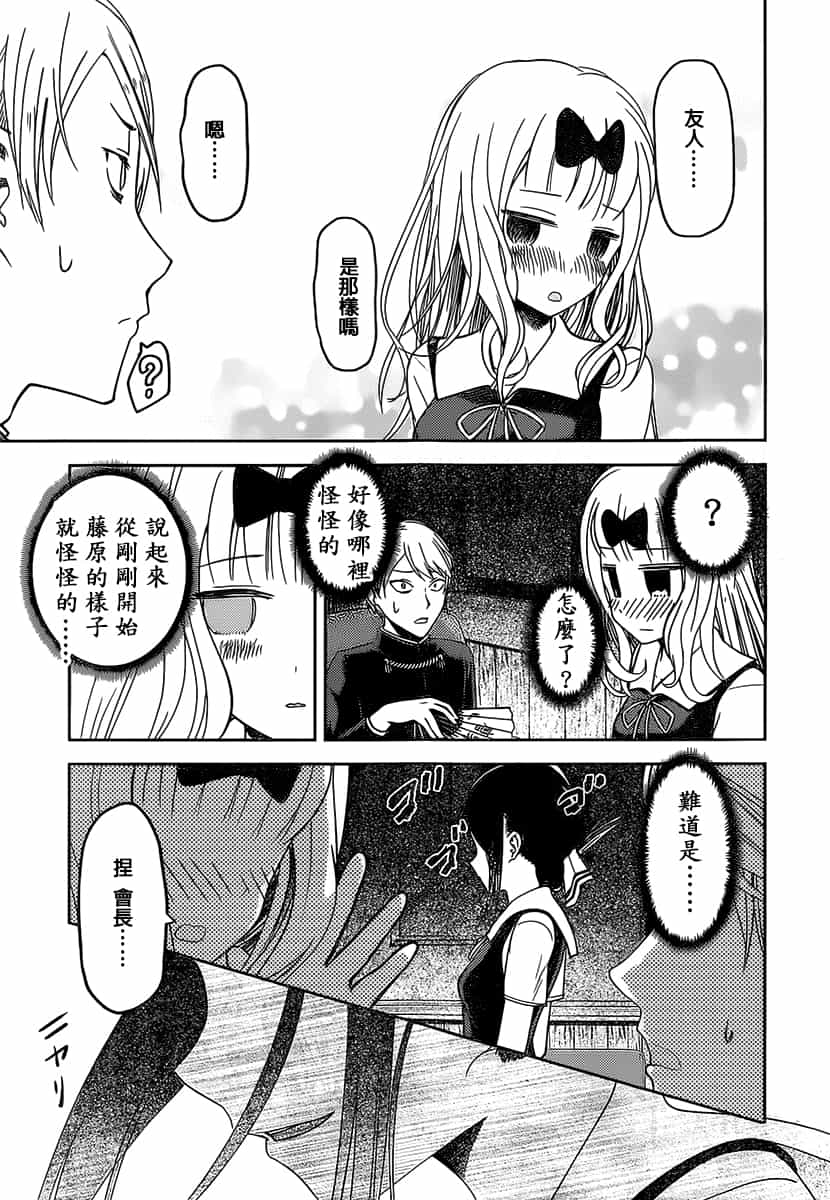 友人……
是那樣嗎
嗯……
？
？
怎麼了？
好像哪裡
怪怪的
說起來
從剛剛開始
藤原的樣子
就怪怪的……
難道是……
ゴ
ゴ
ゴ
捏 會長……
ニヤリ